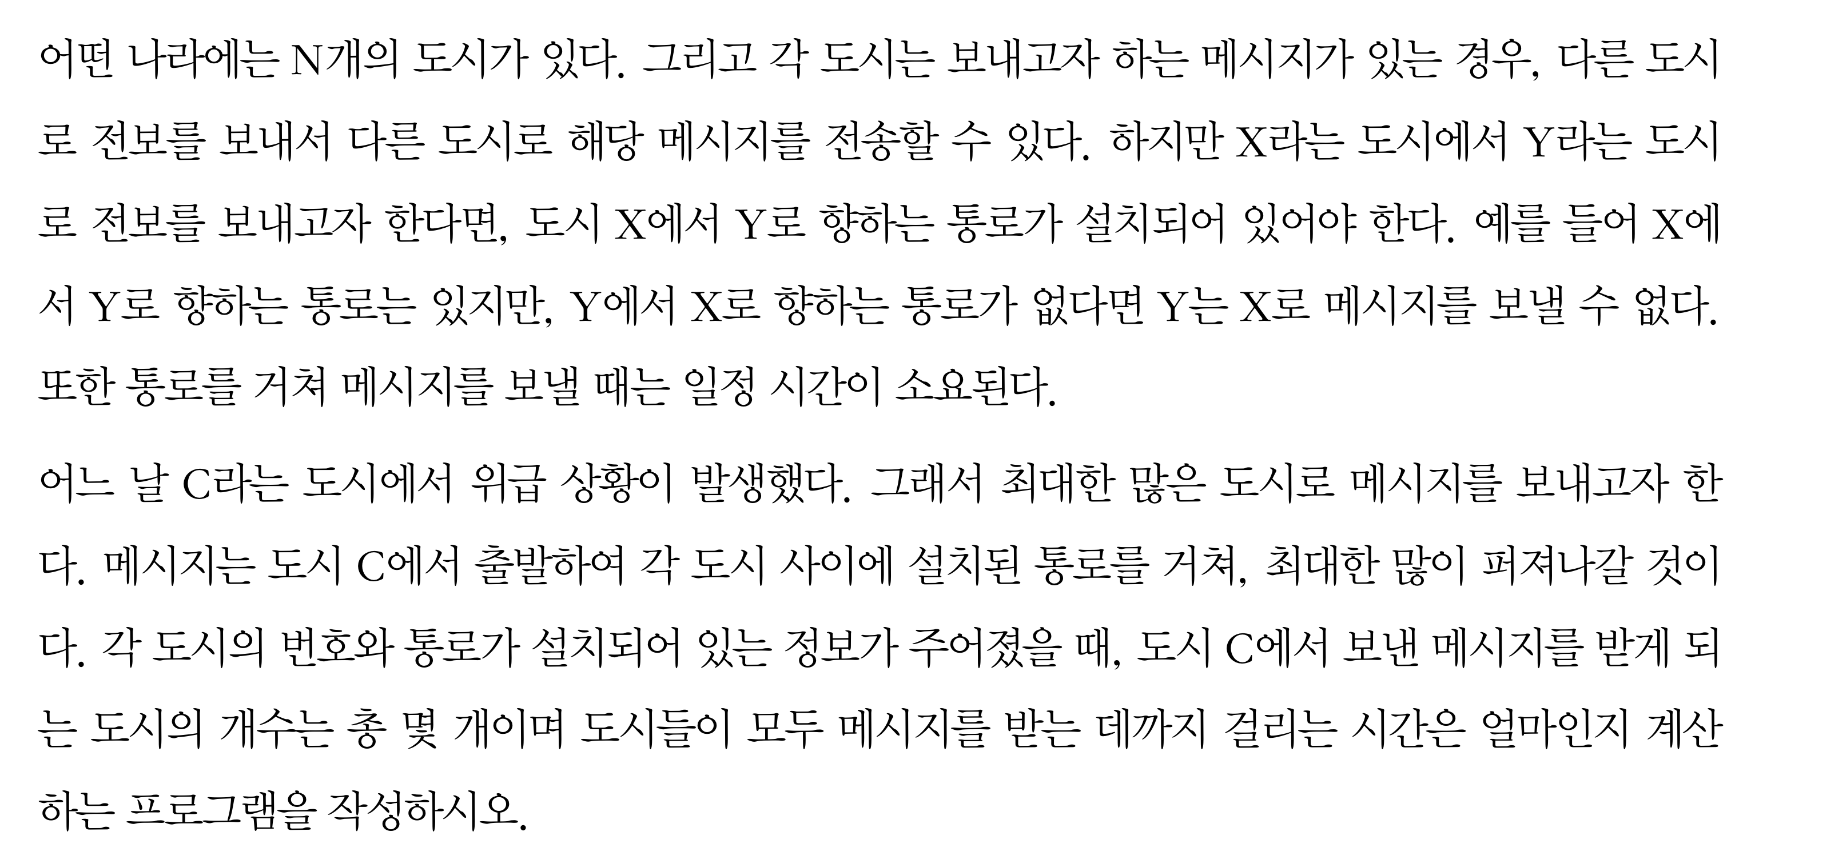 어떤 나라에는 N개의 도시가 있다. 그리고 각 도시는 보내고자 하는 메시지가 있는 경우, 다른 도시
로 전보를 보내서 다른 도시로 해당 메시지를 전송할 수 있다. 하지만 X라는 도시에서 Y라는 도시
로 전보를 보내고자 한다면, 도시 X에서 Y로 향하는 통로가 설치되어 있어야 한다. 예를 들어 X에
서 Y로 향하는 통로는 있지만, Y에서 X로 향하는 통로가 없다면 Y는 X로 메시지를 보낼 수 없다.
또한 통로를 거쳐 메시지를 보낼 때는 일정 시간이 소요된다.
어느 날 C라는 도시에서 위급 상황이 발생했다. 그래서 최대한 많은 도시로 메시지를 보내고자 한
다. 메시지는 도시 C에서 출발하여 각 도시 사이에 설치된 통로를 거쳐, 최대한 많이 퍼져나갈 것이
다. 각 도시의 번호와 통로가 설치되어 있는 정보가 주어졌을 때, 도시 C에서 보낸 메시지를 받게 되
는 도시의 개수는 총 몇 개이며 도시들이 모두 메시지를 받는 데까지 걸리는 시간은 얼마인지 계산
하는 프로그램을 작성하시오.